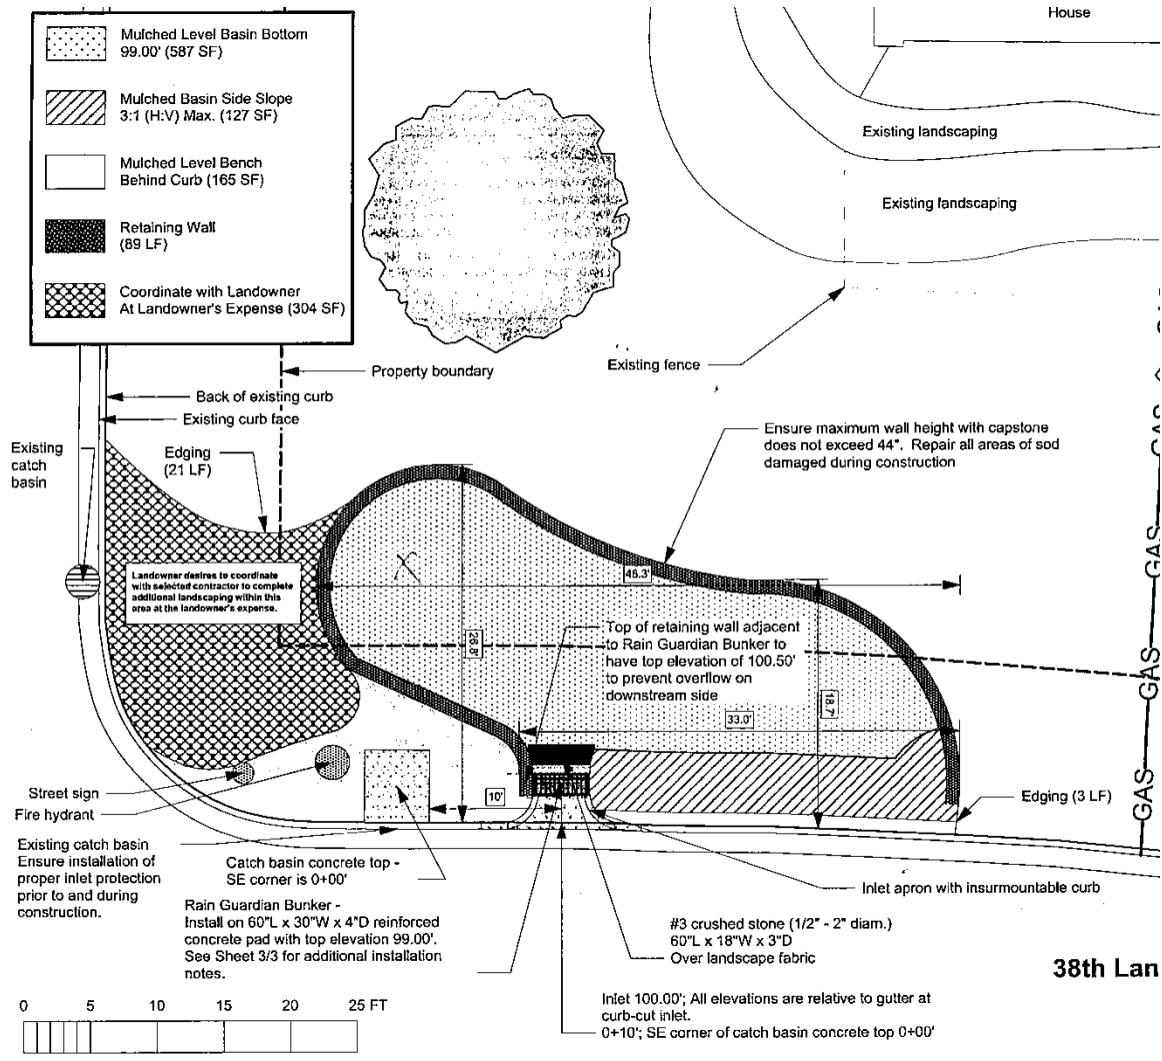 Mulched Level Basin Bottom
99.00' (587 SF)
Mulched Basin Side Slope
3:1 (H:V) Max. (127 SF)
Mulched Level Bench
Behind Curb (165 SF)
Retaining Wall
(89 LF)
Coordinate with Landowner
At Landowner's Expense (304 SF)
House
Existing landscaping
Existing landscaping
Existing fence
Property boundary
Back of existing curb
Existing curb face
Existing
catch
basin
Edging
(21 LF)
Ensure maximum wall height with capstone
does not exceed 44". Repair all areas of sod
damaged during construction
Landowner desires to coordinate
with selected contractor to complete
additional landscaping within this
area at the landowner's expense.
Top of retaining wall adjacent
to Rain Guardian Bunker to
have top elevation of 100.50'
to prevent overflow on
downstream side
33.0'
18.7'
10'
GAS
GAS
GAS
GAS
Street sign
Fire hydrant
Edging (3 LF)
Existing catch basin
Ensure installation of
proper inlet protection
prior to and during
construction.
Catch basin concrete top -
SE corner is 0+00'
Rain Guardian Bunker -
Install on 60"L x 30"W x 4"D reinforced
concrete pad with top elevation 99.00'.
See Sheet 3/3 for additional installation
notes.
Inlet apron with insurmountable curb
#3 crushed stone (1/2" - 2" diam.)
60"L x 18"W x 3"D
Over landscape fabric
38th Lan
Inlet 100.00'; All elevations are relative to gutter at
curb-cut inlet.
0+10'; SE corner of catch basin concrete top 0+00'
0 5 10 15 20 25 FT